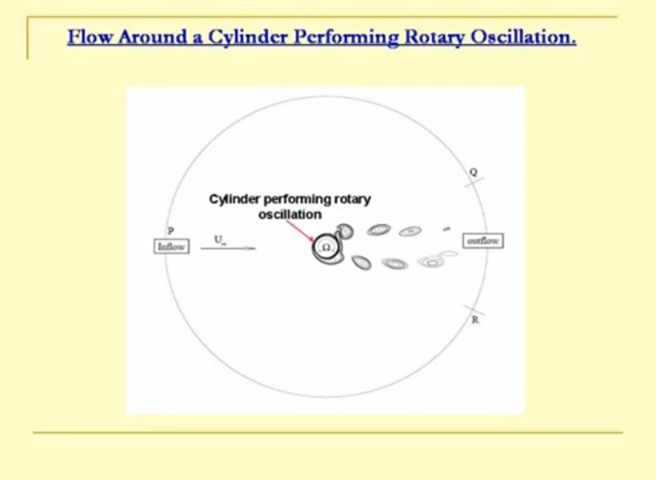 Flow Around a Cylinder Performing Rotary Oscillation.
Q
Cylinder performing rotary
oscillation
P
Inflow
U∞
Ω
outflow
R